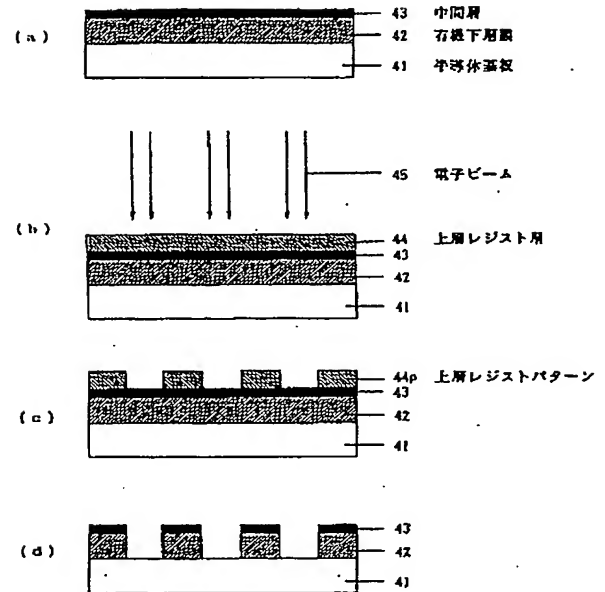 43 中間層
(a) 42 有機下層膜
41 半導体基板
45 電子ビーム
(b)
44 上層レジスト層
43
42
41
44p 上層レジストパターン
43
(c) 42
41
43
(d) 42
41